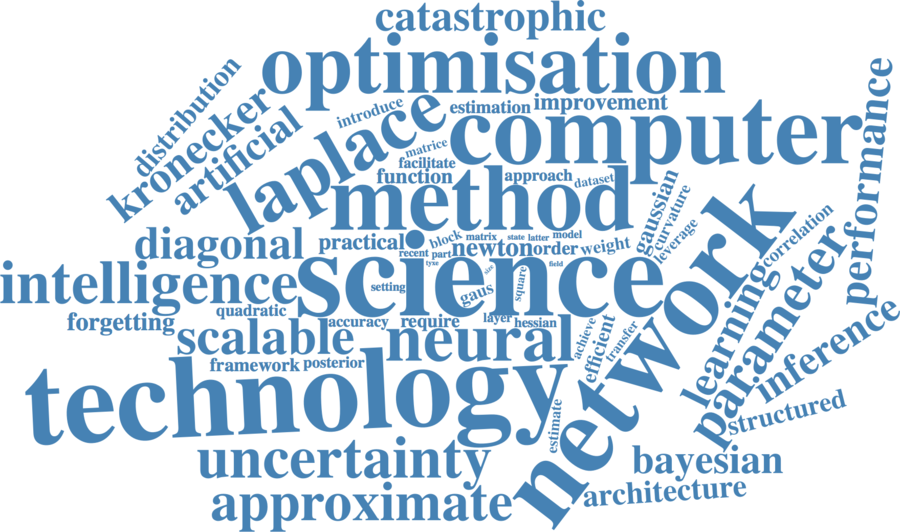 catastrophic
optimisation
distribution
kronecker
artificial
introduce
estimation
improvement
laplace
computer
performance
matrice
facilitate
function
approach
dataset
method
gaussian
curvature
leverage
diagonal
practical
block
matrix
state
latter
model
recent
part
newton
order
weight
correlation
network
intelligence
science
tyxe
setting
size
gaus
square
field
parameter
learning
forgetting
quadratic
accuracy
require
layer
hessian
achieve
efficient
transfer
scalable
neural
framework
posterior
inference
structured
technology
estimate
uncertainty
bayesian
approximate
architecture